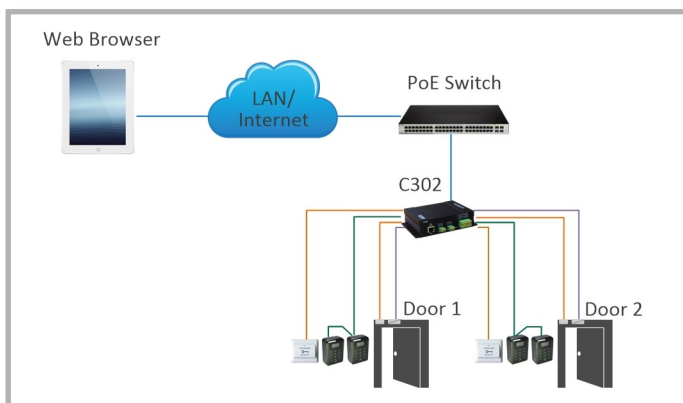 Web Browser
LAN/
Internet
PoE Switch
C302
Door 1
Door 2